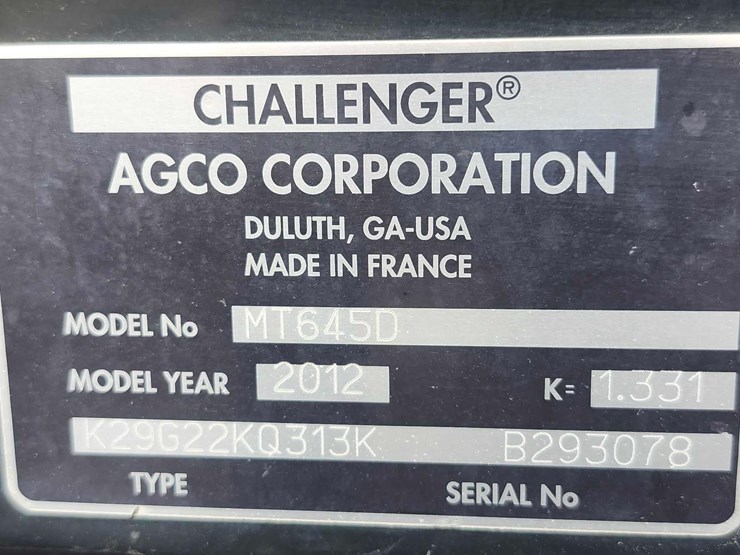 CHALLENGER®
AGCO CORPORATION
DULUTH, GA-USA
MADE IN FRANCE
MODEL No MT645D
MODEL YEAR 2012 K= 1.331
K29G22KQ313K B293078
TYPE SERIAL No